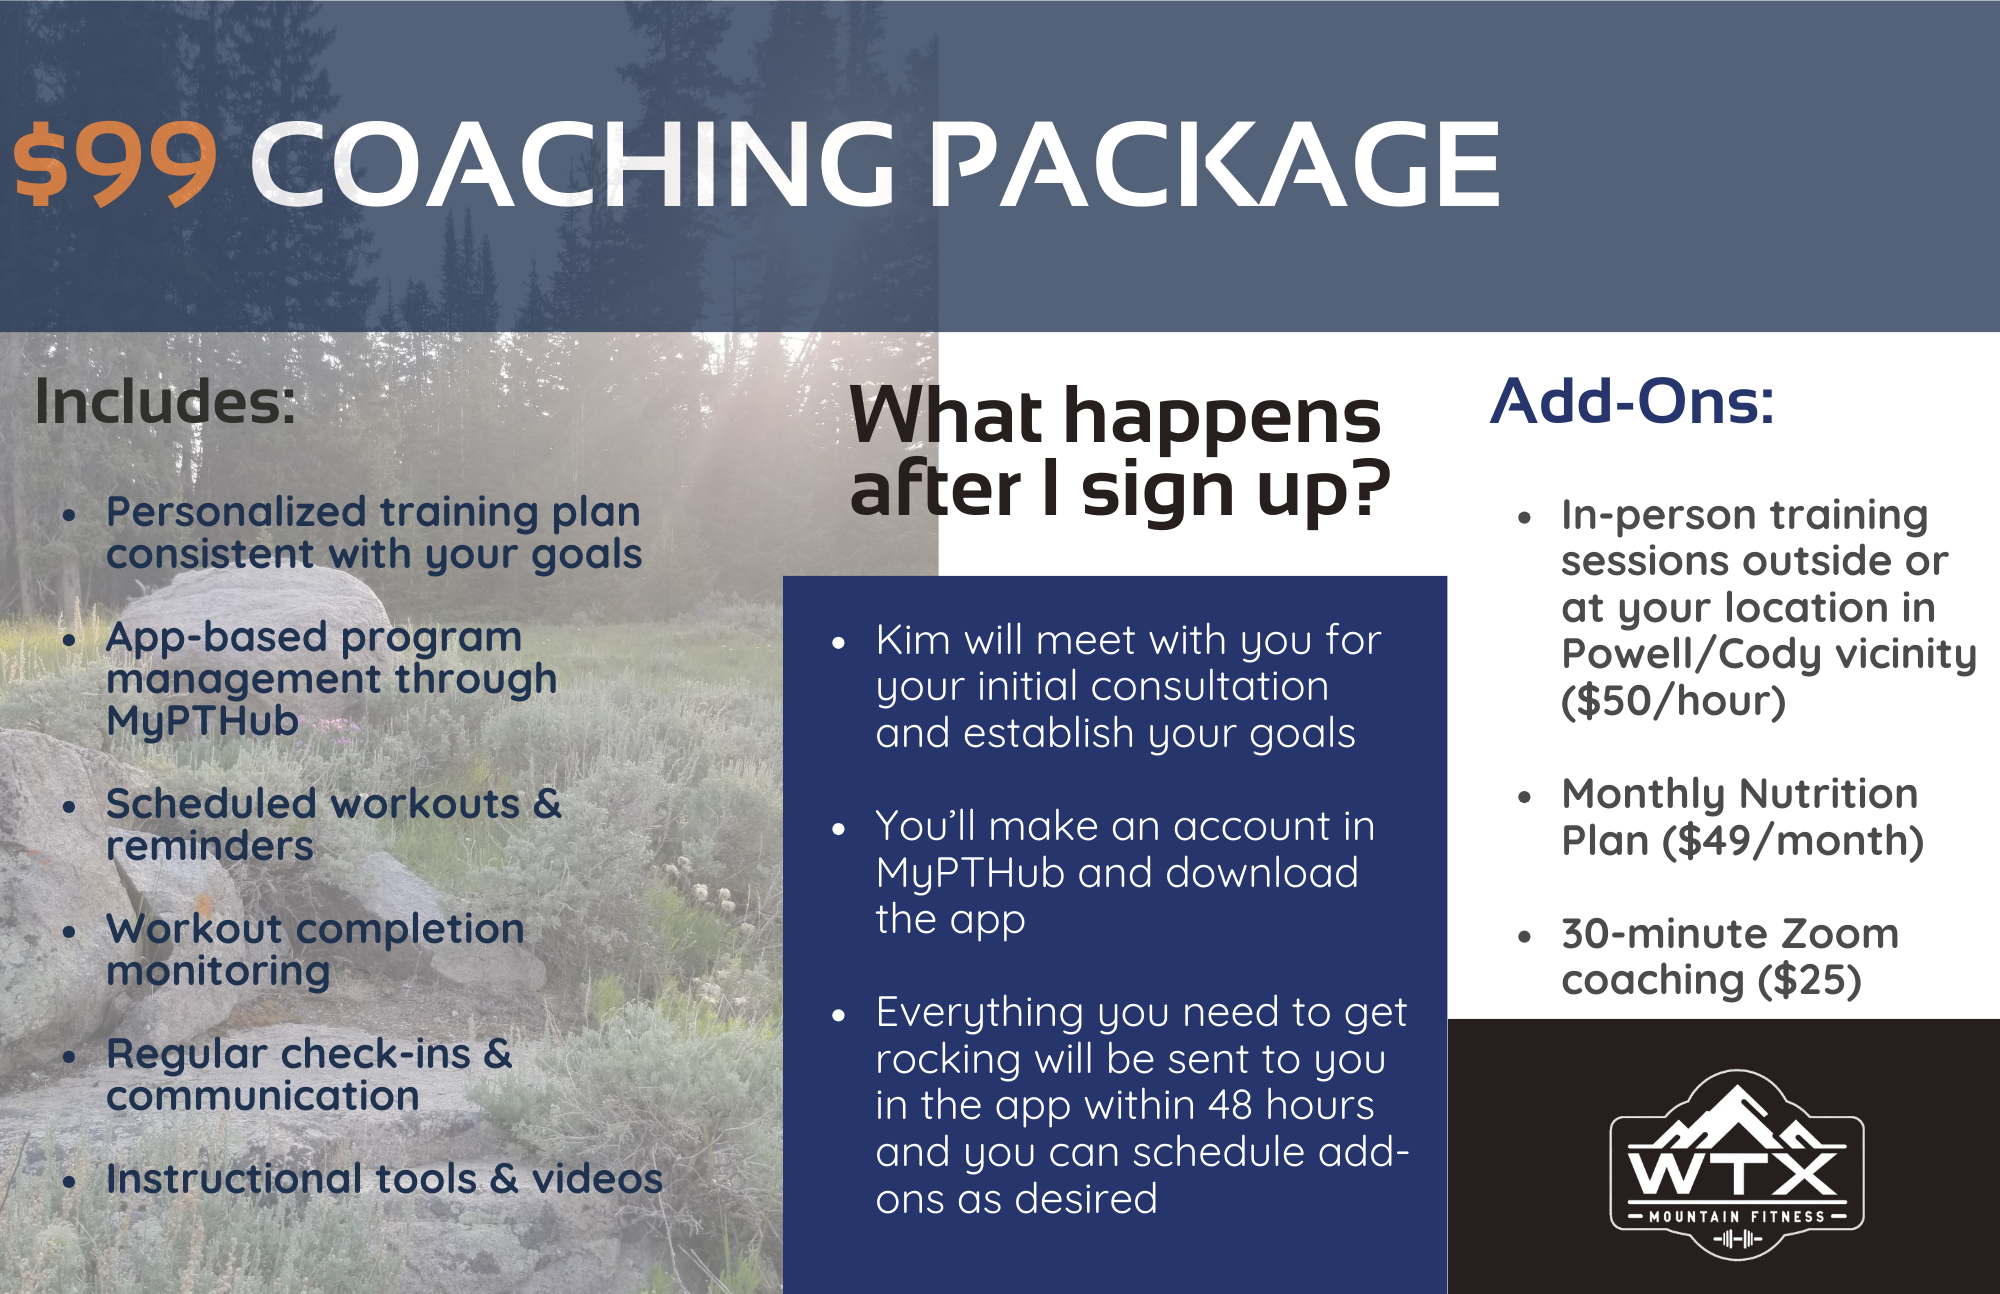 $99 COACHING PACKAGE
Includes:
• Personalized training plan
consistent with your goals
• App-based program
management through
MyPTHub
• Scheduled workouts &
reminders
• Workout completion
monitoring
• Regular check-ins &
communication
• Instructional tools & videos
What happens
after I sign up?
• Kim will meet with you for
your initial consultation
and establish your goals
• You’ll make an account in
MyPTHub and download
the app
• Everything you need to get
rocking will be sent to you
in the app within 48 hours
and you can schedule add-
ons as desired
Add-Ons:
• In-person training
sessions outside or
at your location in
Powell/Cody vicinity
($50/hour)
• Monthly Nutrition
Plan ($49/month)
• 30-minute Zoom
coaching ($25)
WTX
MOUNTAIN FITNESS